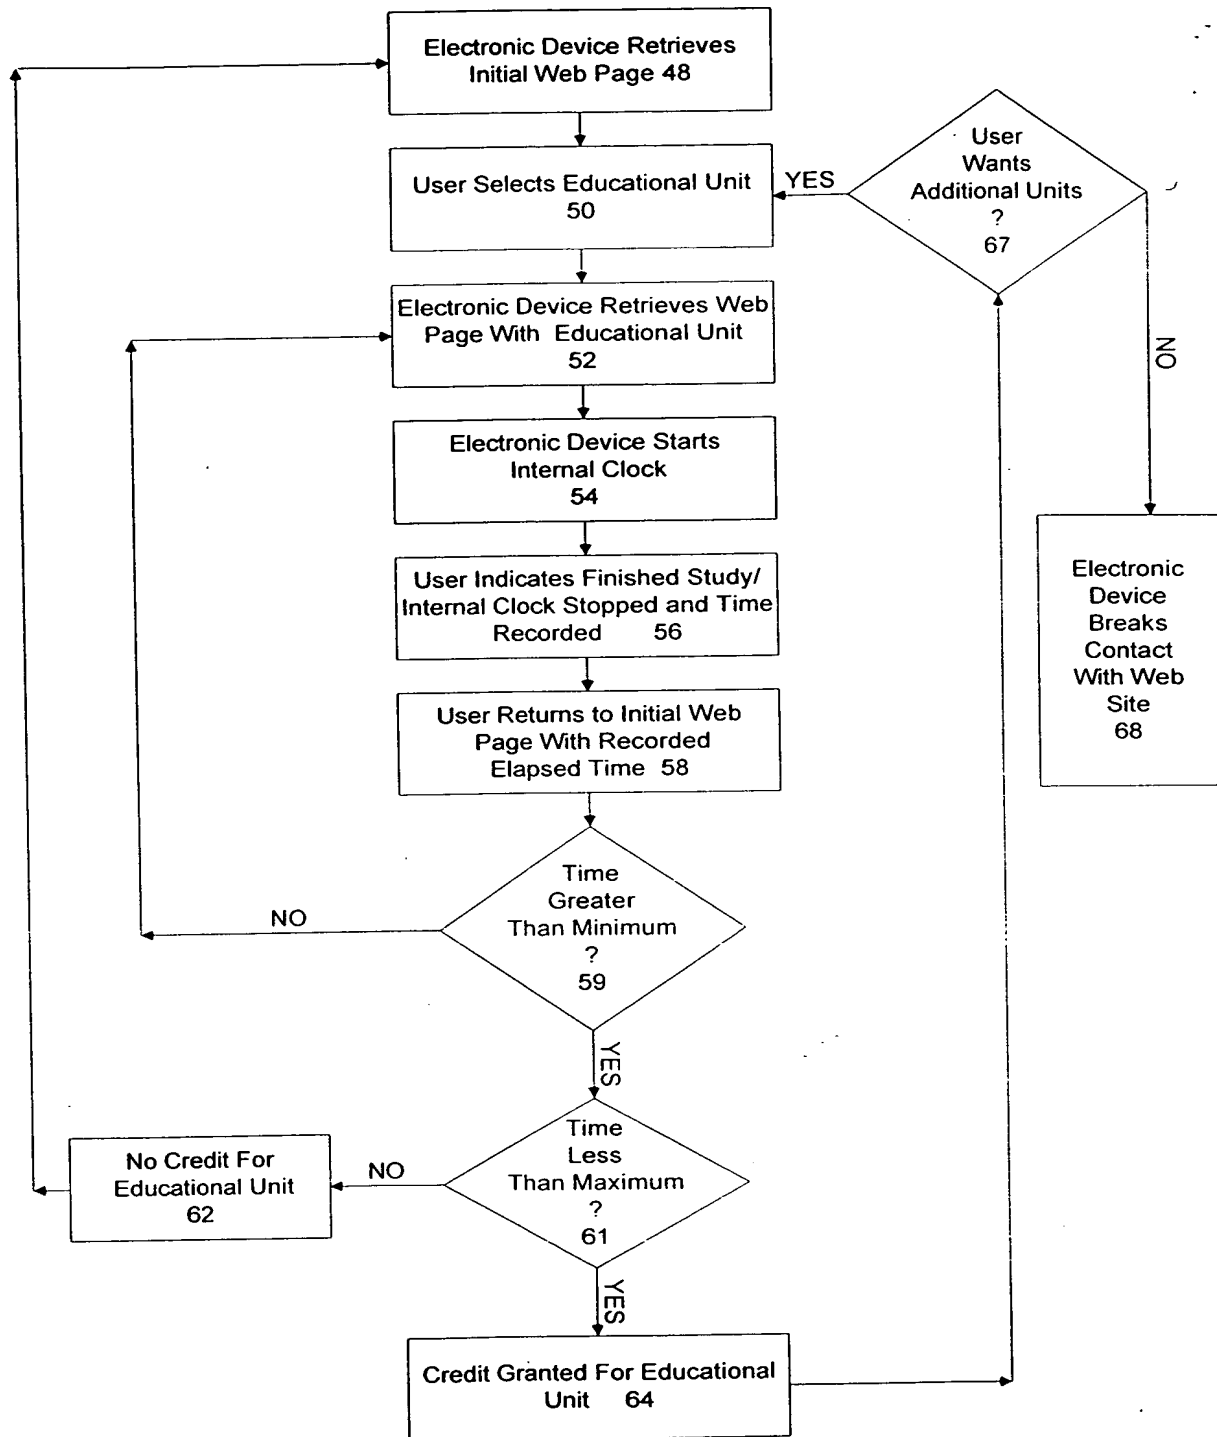 Electronic Device Retrieves
Initial Web Page 48
User Selects Educational Unit
50
YES
User
Wants
Additional Units
?
67
NO
Electronic Device Retrieves Web
Page With Educational Unit
52
Electronic Device Starts
Internal Clock
54
User Indicates Finished Study/
Internal Clock Stopped and Time
Recorded 56
Electronic
Device
Breaks
Contact
With Web
Site
68
User Returns to Initial Web
Page With Recorded
Elapsed Time 58
Time
Greater
Than Minimum
?
59
NO
YES
Time
Less
Than Maximum
?
61
NO
No Credit For
Educational Unit
62
YES
Credit Granted For Educational
Unit 64